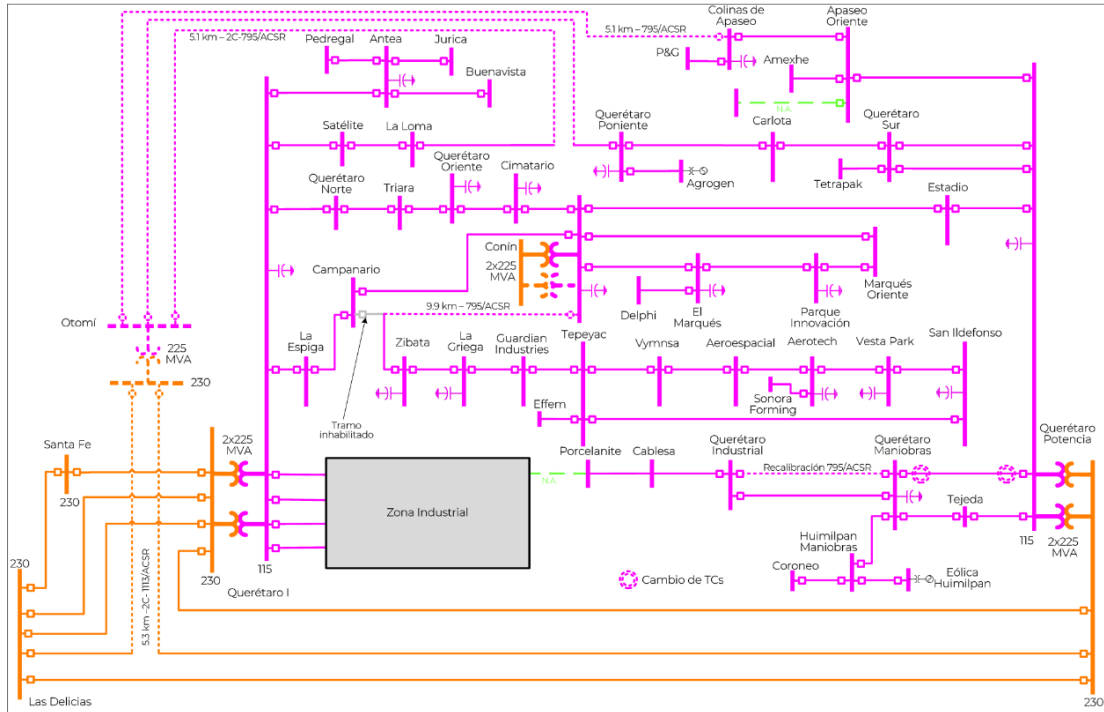 5.1 km – 2C-795/ACSR
Pedregal
Antea
Jurica
Buenavista
5.1 km – 795/ACSR
Colinas de
Apaseo
Apaseo
Oriente
P&G
Amexhe
N.A.
Satélite
La Loma
Querétaro
Poniente
Carlota
Querétaro
Sur
Agrogen
Tetrapak
Querétaro
Norte
Triara
Querétaro
Oriente
Cimatario
Estadio
Conín
2x225
MVA
Campanario
9.9 km – 795/ACSR
Delphi
El
Marqués
Parque
Innovación
Marqués
Oriente
Otomí
225
MVA
230
La
Espiga
Zibata
La
Griega
Guardian
Industries
Tepeyac
Vymnsa
Aeroespacial
Aerotech
Vesta Park
San Ildefonso
Sonora
Forming
Tramo
inhabilitado
Effem
Santa Fe
230
2x225
MVA
Zona Industrial
N.A.
Porcelanite
Cablesa
Querétaro
Industrial
Recalibración 795/ACSR
Querétaro
Maniobras
Querétaro
Potencia
Tejeda
115
2x225
MVA
230
115
Querétaro I
230
5.3 km –2C- 1113/ACSR
Huimilpan
Maniobras
Coroneo
Eólica
Huimilpan
Cambio de TCs
Las Delicias
230